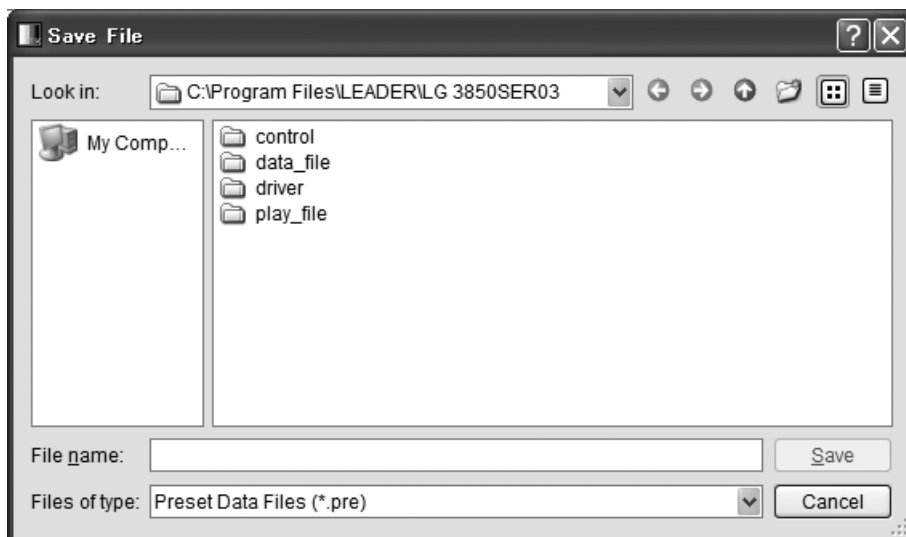 Save File
Look in: C:\Program Files\LEADER\LG 3850SER03
My Comp...
control
data_file
driver
play_file
File name: Save
Files of type: Preset Data Files (*.pre) Cancel